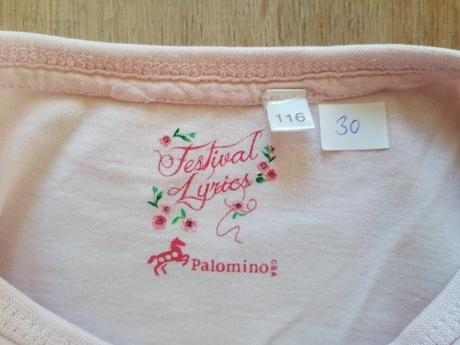 116
30
Festival
Lyrics
Palomino C&A